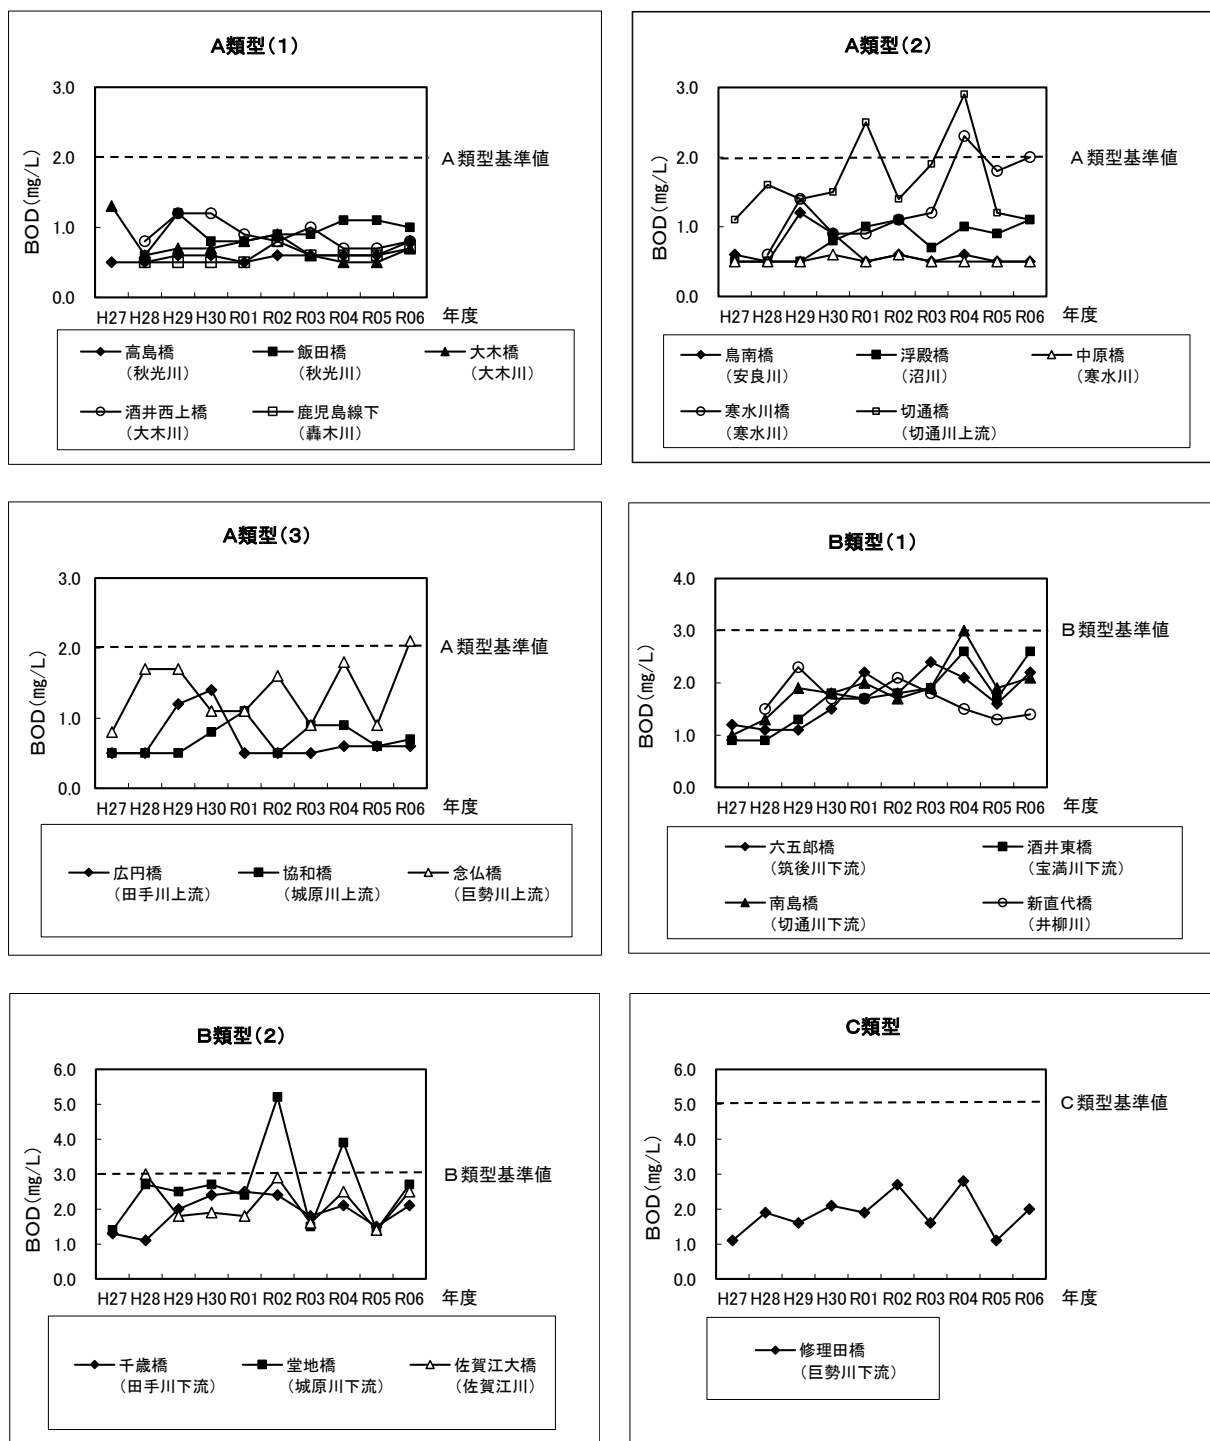 A類型(1)
BOD(mg/L)
3.0
2.0
1.0
0.0
A類型基準値
H27 H28 H29 H30 R01 R02 R03 R04 R05 R06 年度
高島橋 飯田橋 大木橋
(秋光川) (秋光川) (大木川)
酒井西上橋 鹿児島線下
(大木川) (轟木川)
A類型(2)
BOD(mg/L)
3.0
2.0
1.0
0.0
A類型基準値
H27 H28 H29 H30 R01 R02 R03 R04 R05 R06 年度
鳥南橋 浮殿橋 中原橋
(安良川) (沼川) (寒水川)
寒水川橋 切通橋
(寒水川) (切通川上流)
A類型(3)
BOD(mg/L)
3.0
2.0
1.0
0.0
A類型基準値
H27 H28 H29 H30 R01 R02 R03 R04 R05 R06 年度
広円橋 協和橋 念仏橋
(田手川上流) (城原川上流) (巨勢川上流)
B類型(1)
BOD(mg/L)
4.0
3.0
2.0
1.0
0.0
B類型基準値
H27 H28 H29 H30 R01 R02 R03 R04 R05 R06 年度
六五郎橋 酒井東橋
(筑後川下流) (宝満川下流)
南島橋 新直代橋
(切通川下流) (井柳川)
B類型(2)
BOD(mg/L)
6.0
5.0
4.0
3.0
2.0
1.0
0.0
B類型基準値
H27 H28 H29 H30 R01 R02 R03 R04 R05 R06 年度
千歳橋 堂地橋 佐賀江大橋
(田手川下流) (城原川下流) (佐賀江川)
C類型
BOD(mg/L)
6.0
5.0
4.0
3.0
2.0
1.0
0.0
C類型基準値
H27 H28 H29 H30 R01 R02 R03 R04 R05 R06 年度
修理田橋
(巨勢川下流)